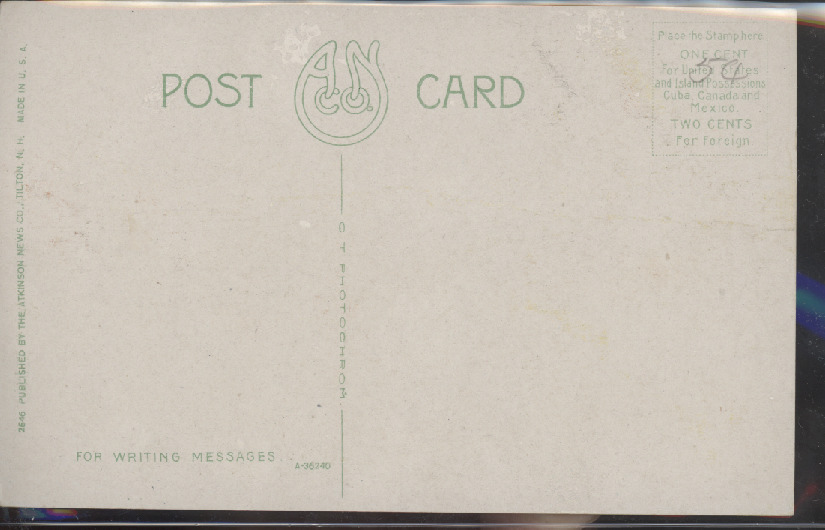 POST CARD
A N Co.
Place the Stamp here
ONE CENT
For United States
and Island Possessions
Cuba, Canada and
Mexico.
TWO CENTS
For Foreign
C T PHOTOCHROM
2646 PUBLISHED BY THE ATKINSON NEWS CO., TILTON, N. H. MADE IN U. S. A.
FOR WRITING MESSAGES